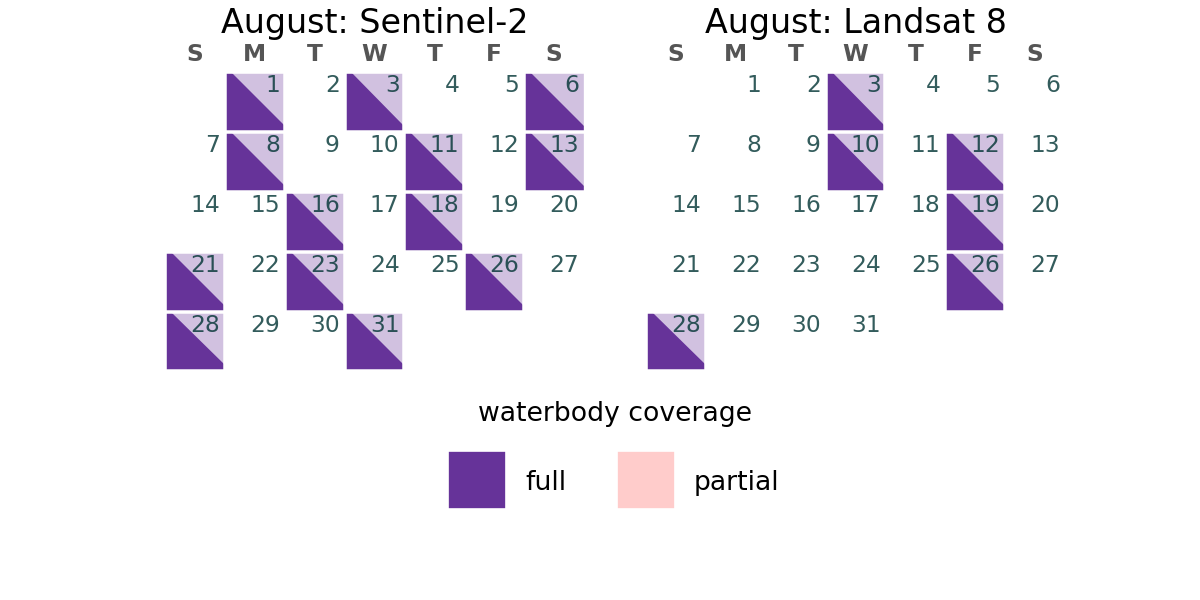 August: Sentinel-2
S M T W T F S
1 2 3 4 5 6
7 8 9 10 11 12 13
14 15 16 17 18 19 20
21 22 23 24 25 26 27
28 29 30 31
August: Landsat 8
S M T W T F S
1 2 3 4 5 6
7 8 9 10 11 12 13
14 15 16 17 18 19 20
21 22 23 24 25 26 27
28 29 30 31
waterbody coverage
full partial